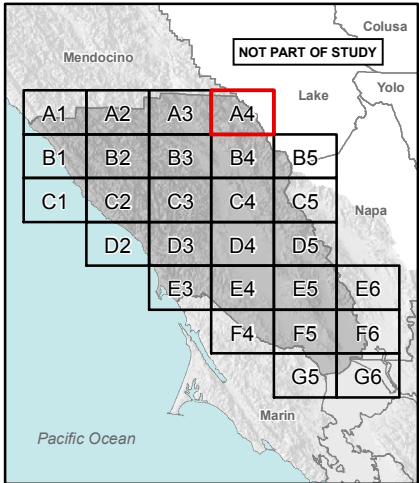 Colusa
Mendocino
NOT PART OF STUDY
Lake
Yolo
A1 A2 A3 A4
B1 B2 B3 B4 B5
Napa
C1 C2 C3 C4 C5
D2 D3 D4 D5
E3 E4 E5 E6
F4 F5 F6
G5 G6
Marin
Pacific Ocean